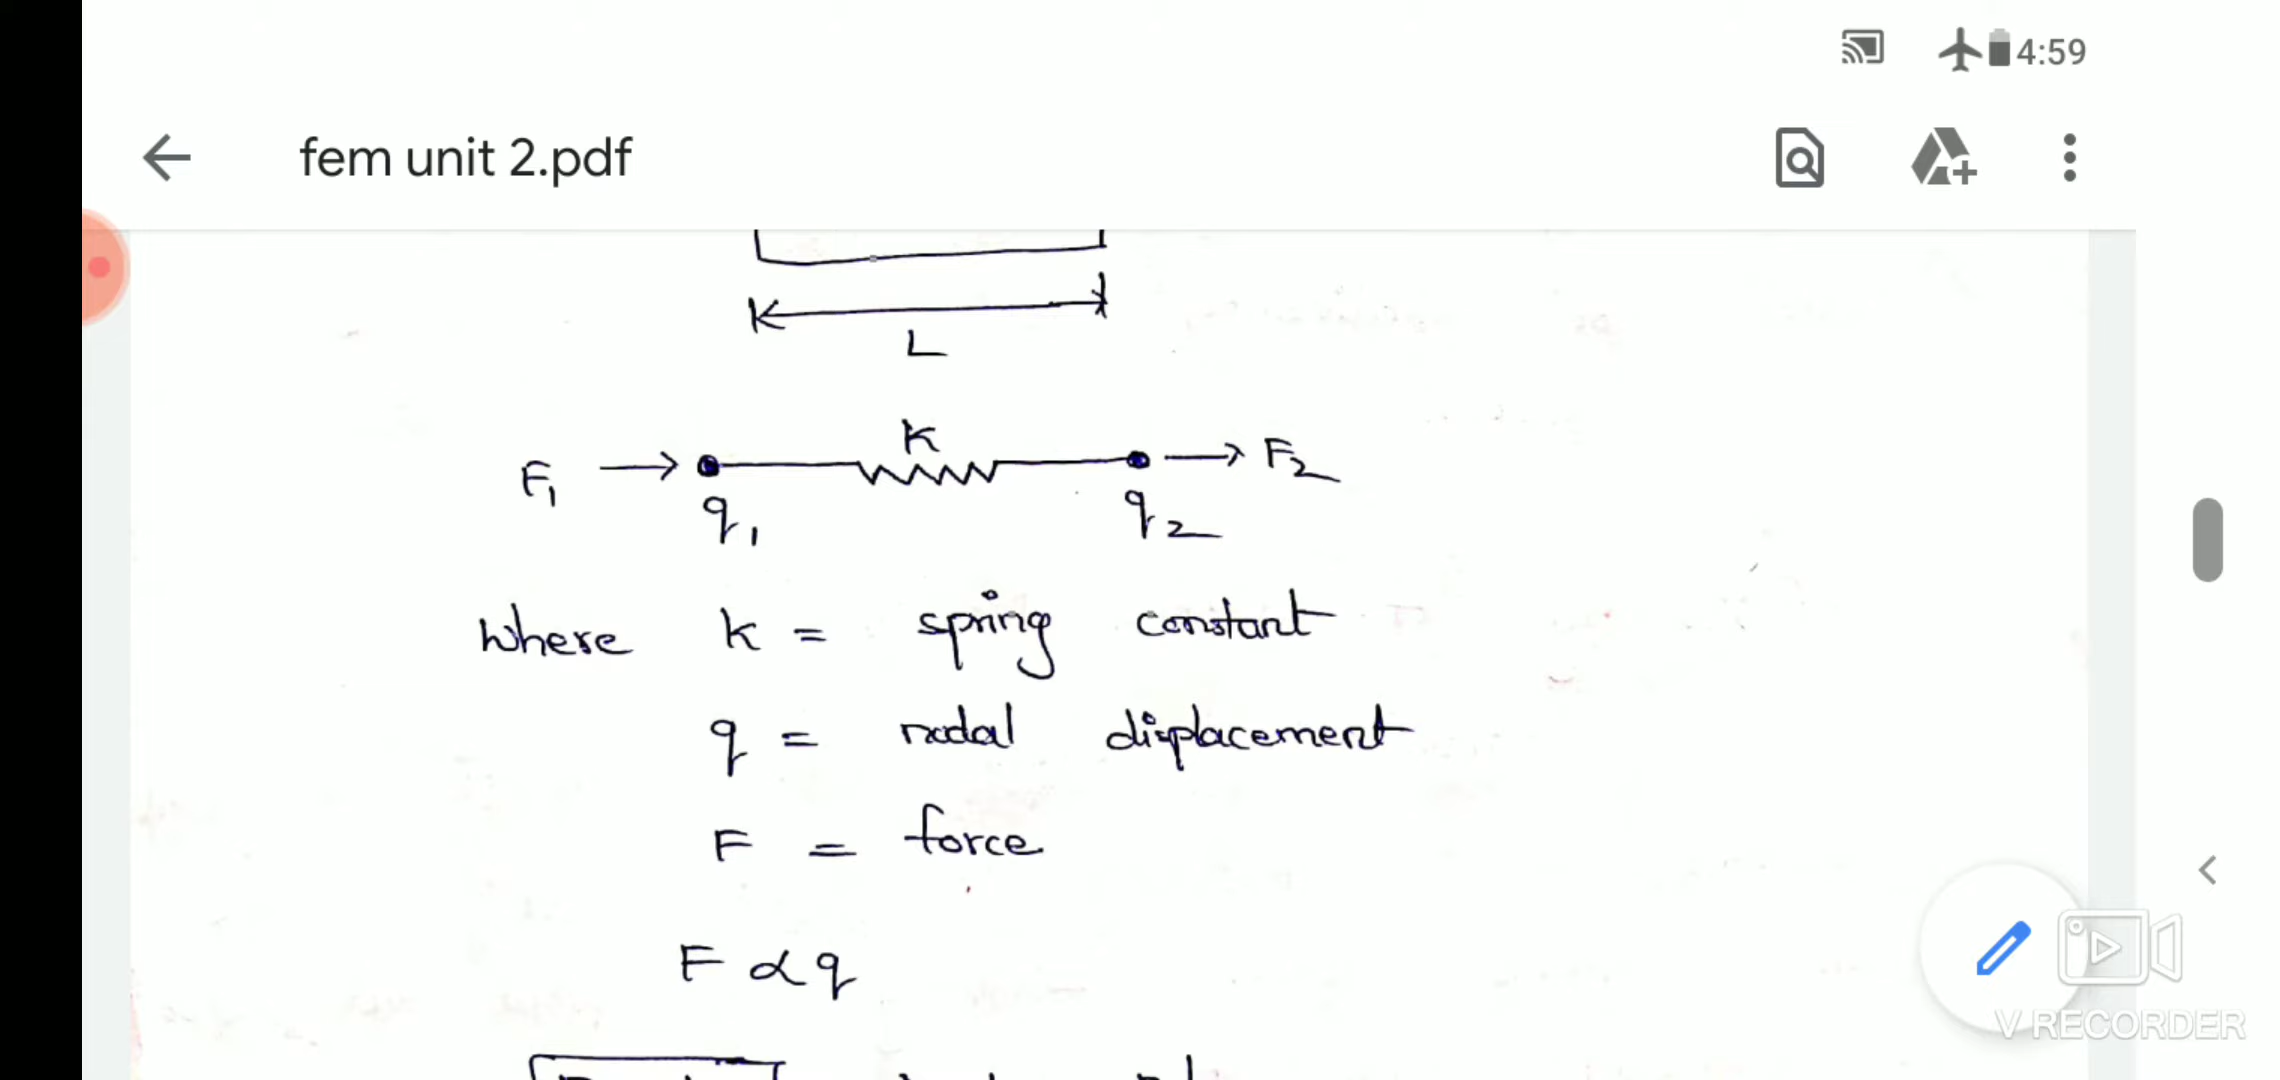 4:59
fem unit 2.pdf
L
K
F₁ → → F₂
q₁ q₂
where k = spring constant
q = nodal displacement
F = force
F α q
V RECORDER